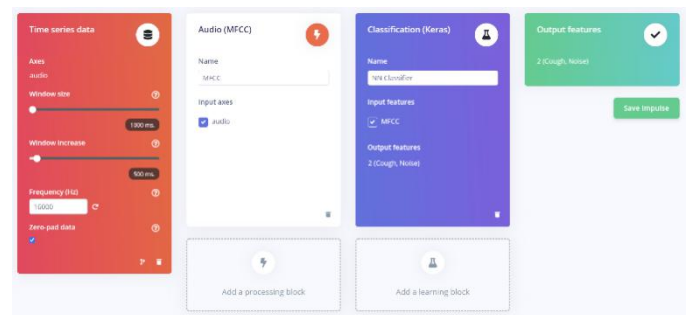 Time series data
Axes
audio
Window size
1000 ms.
Window increase
500 ms.
Frequency (Hz)
16000
Zero-pad data
Audio (MFCC)
Name
MFCC
Input axes
audio
Add a processing block
Classification (Keras)
Name
NN Classifier
Input features
MFCC
Output features
2 (Cough, Noise)
Add a learning block
Output features
2 (Cough, Noise)
Save Impulse